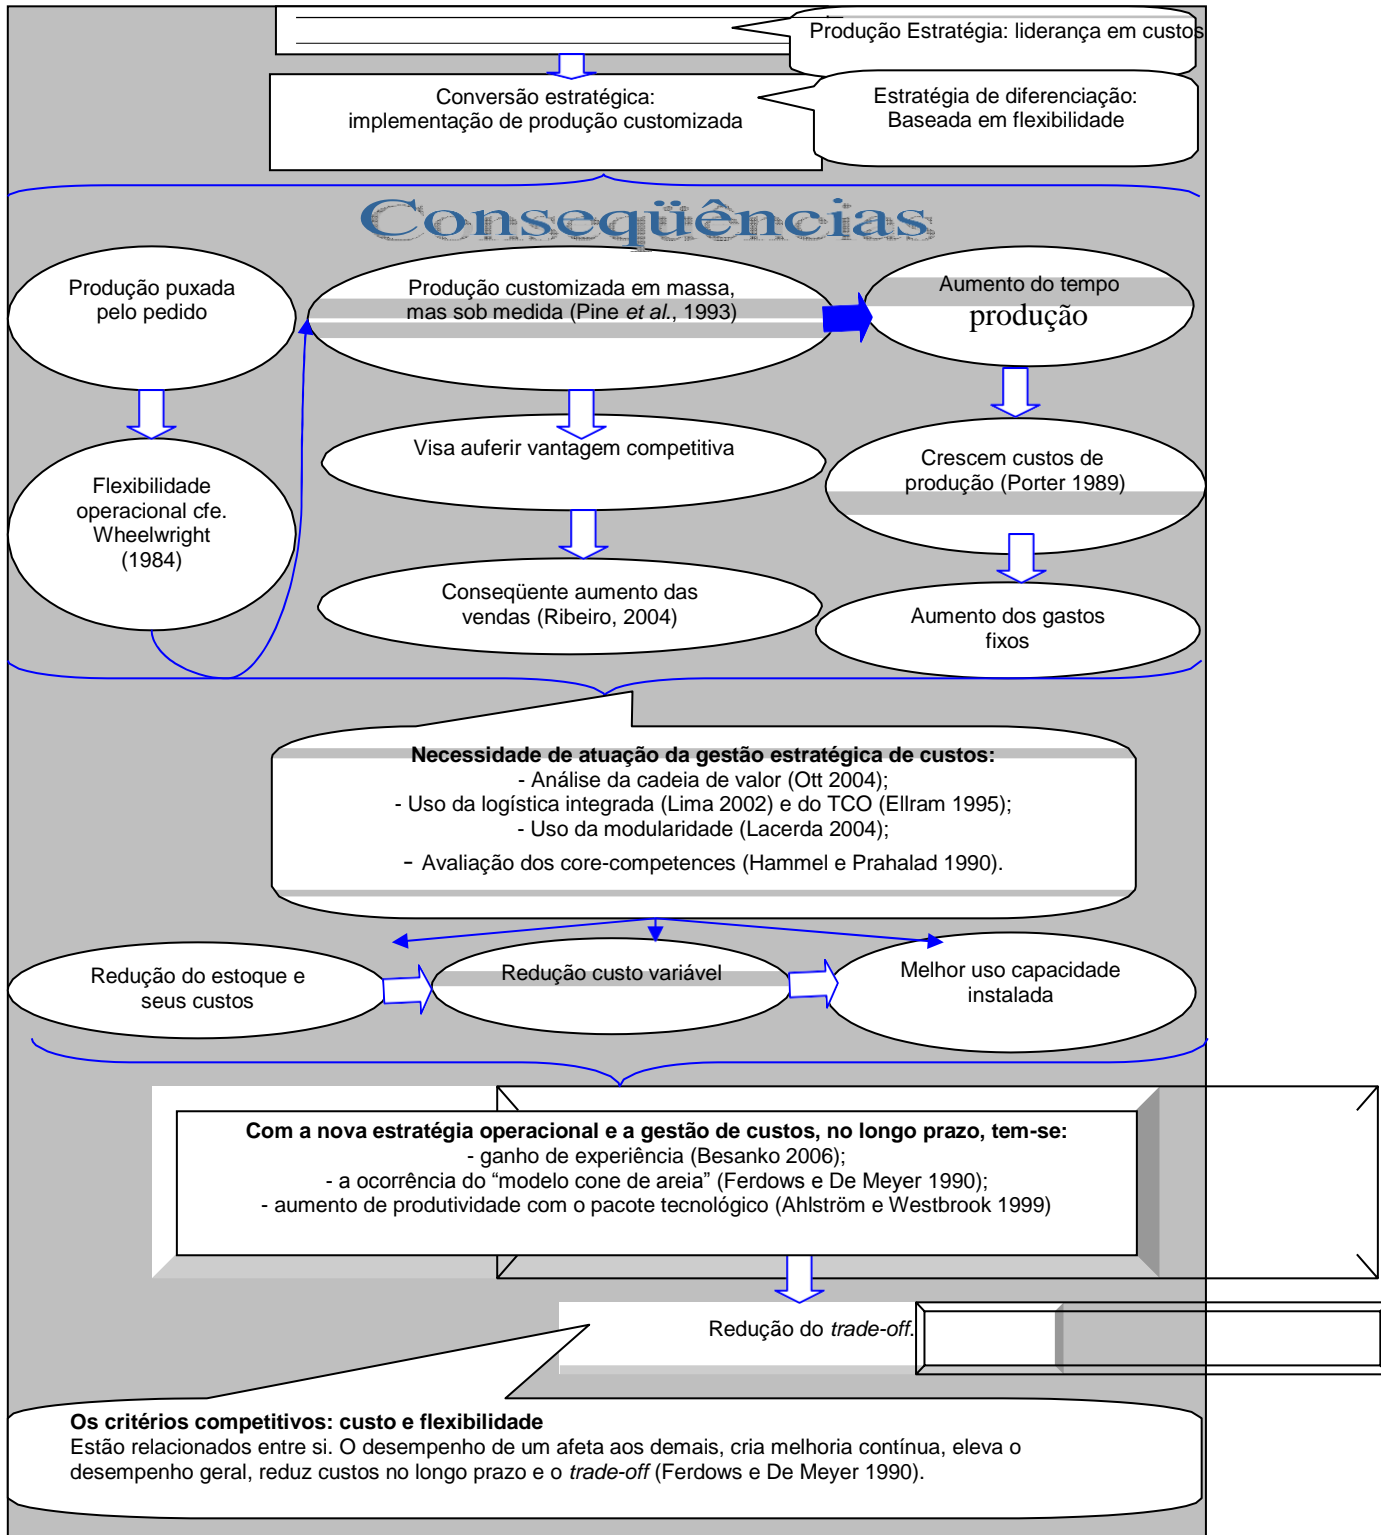 Produção Estratégia: liderança em custos
Conversão estratégica:
implementação de produção customizada
Estratégia de diferenciação:
Baseada em flexibilidade
Conseqüências
Produção puxada
pelo pedido
Produção customizada em massa,
mas sob medida (Pine et al., 1993)
Aumento do tempo
produção
Flexibilidade
operacional cfe.
Wheelwright
(1984)
Visa auferir vantagem competitiva
Crescem custos de
produção (Porter 1989)
Conseqüente aumento das
vendas (Ribeiro, 2004)
Aumento dos gastos
fixos
Necessidade de atuação da gestão estratégica de custos:
- Análise da cadeia de valor (Ott 2004);
- Uso da logística integrada (Lima 2002) e do TCO (Ellram 1995);
- Uso da modularidade (Lacerda 2004);
- Avaliação dos core-competences (Hammel e Prahalad 1990).
Redução do estoque e
seus custos
Redução custo variável
Melhor uso capacidade
instalada
Com a nova estratégia operacional e a gestão de custos, no longo prazo, tem-se:
- ganho de experiência (Besanko 2006);
- a ocorrência do “modelo cone de areia” (Ferdows e De Meyer 1990);
- aumento de produtividade com o pacote tecnológico (Ahlström e Westbrook 1999)
Redução do trade-off.
Os critérios competitivos: custo e flexibilidade
Estão relacionados entre si. O desempenho de um afeta aos demais, cria melhoria contínua, eleva o
desempenho geral, reduz custos no longo prazo e o trade-off (Ferdows e De Meyer 1990).